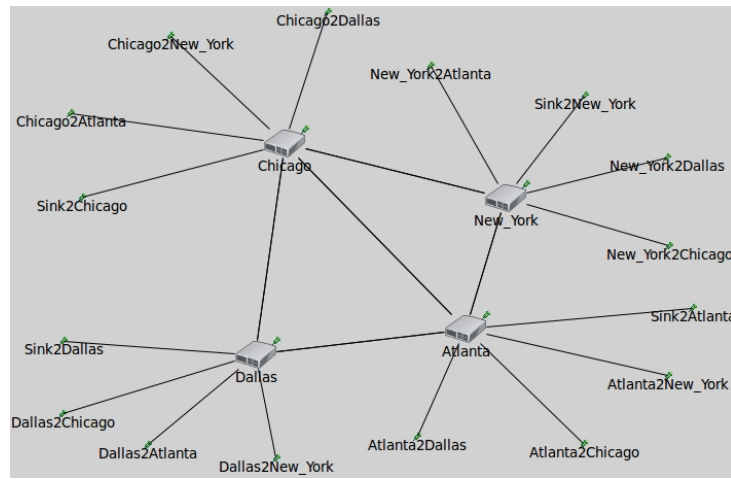 Chicago2Dallas
Chicago2New_York
New_York2Atlanta
Sink2New_York
Chicago2Atlanta
Chicago
New_York2Dallas
Sink2Chicago
New_York
New_York2Chicago
Sink2Atlanta
Sink2Dallas
Atlanta
Dallas
Atlanta2New_York
Dallas2Chicago
Dallas2Atlanta
Atlanta2Dallas
Atlanta2Chicago
Dallas2New_York